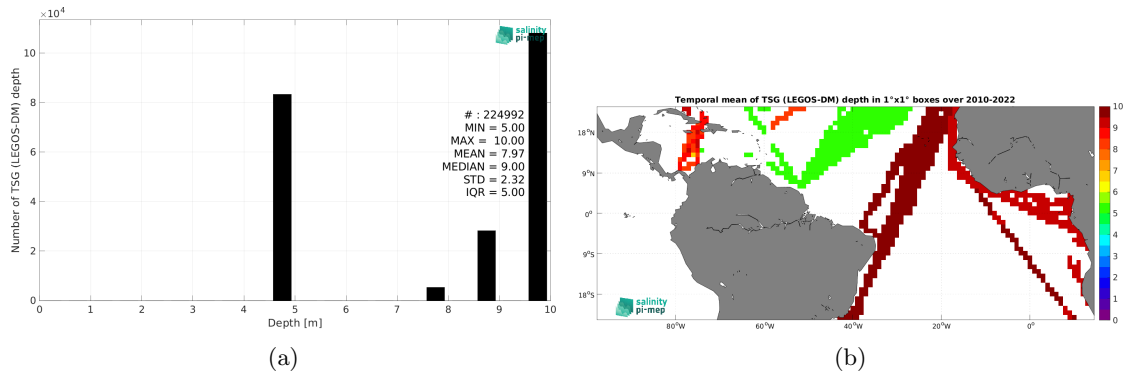 ×10⁴
salinity
pi-mep
10
8
6
4
2
0
Number of TSG (LEGOS-DM) depth
# : 224992
MIN = 5.00
MAX = 10.00
MEAN = 7.97
MEDIAN = 9.00
STD = 2.32
IQR = 5.00
0 1 2 3 4 5 6 7 8 9 10
Depth [m]
(a)
Temporal mean of TSG (LEGOS-DM) depth in 1°x1° boxes over 2010-2022
18°N
9°N
0°
9°S
18°S
80°W 60°W 40°W 20°W 0°
salinity
pi-mep
10
9
8
7
6
5
4
3
2
1
0
(b)